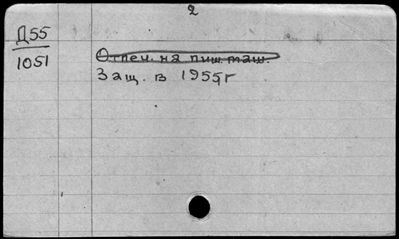 2
Д55
1051
Отпеч. на пиш. маш.
Защ. в 1955г